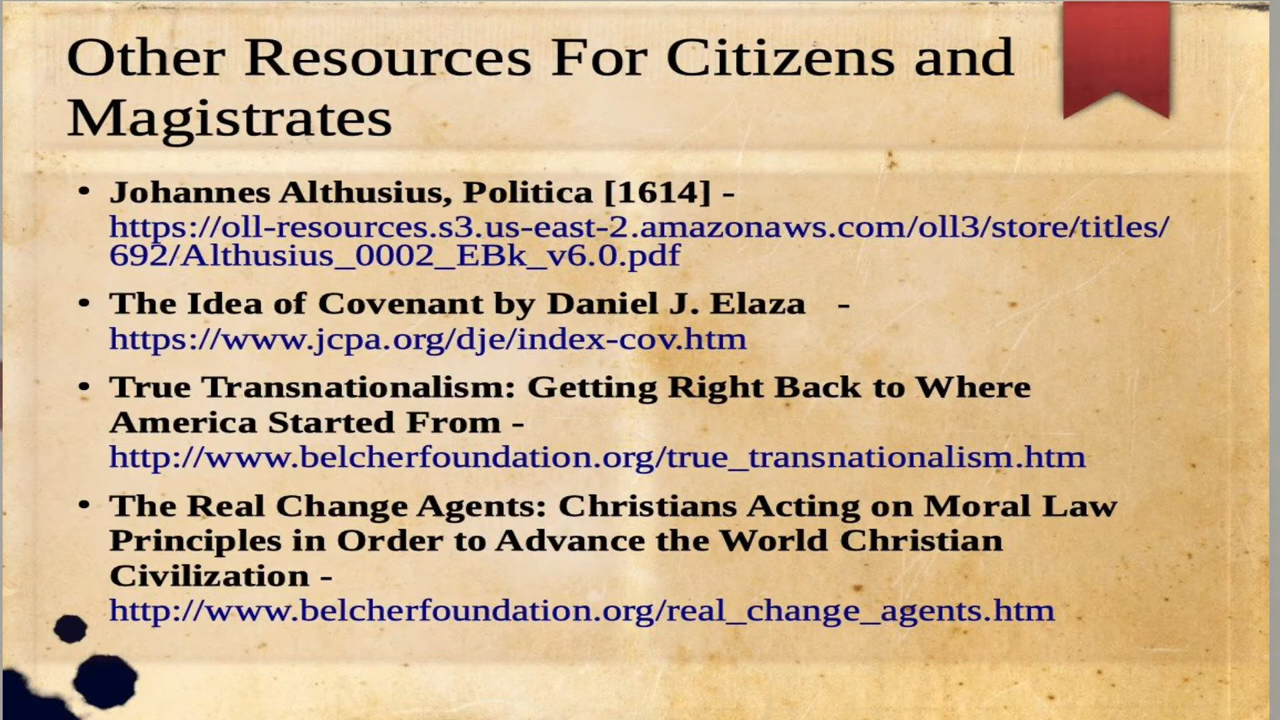 Other Resources For Citizens and
Magistrates
• Johannes Althusius, Politica [1614] -
https://oll-resources.s3.us-east-2.amazonaws.com/oll3/store/titles/
692/Althusius_0002_EBk_v6.0.pdf
• The Idea of Covenant by Daniel J. Elaza -
https://www.jcpa.org/dje/index-cov.htm
• True Transnationalism: Getting Right Back to Where
America Started From -
http://www.belcherfoundation.org/true_transnationalism.htm
• The Real Change Agents: Christians Acting on Moral Law
Principles in Order to Advance the World Christian
Civilization -
http://www.belcherfoundation.org/real_change_agents.htm